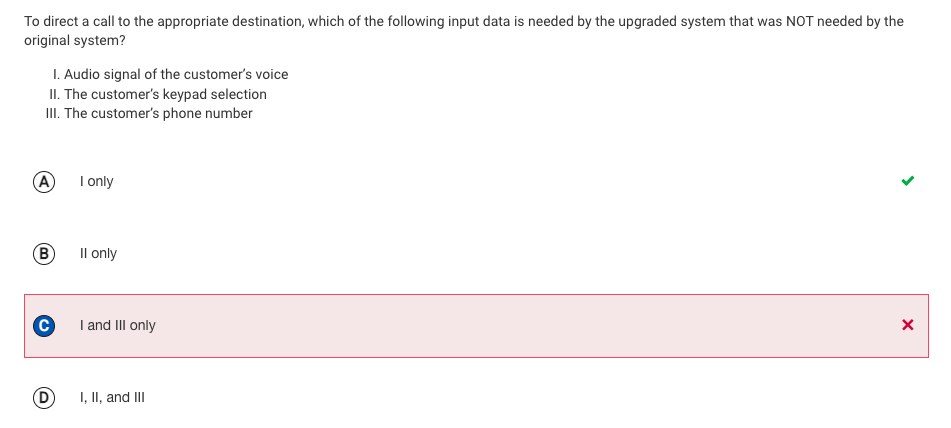 To direct a call to the appropriate destination, which of the following input data is needed by the upgraded system that was NOT needed by the
original system?
I. Audio signal of the customer’s voice
II. The customer’s keypad selection
III. The customer’s phone number
A I only
B II only
C I and III only
D I, II, and III